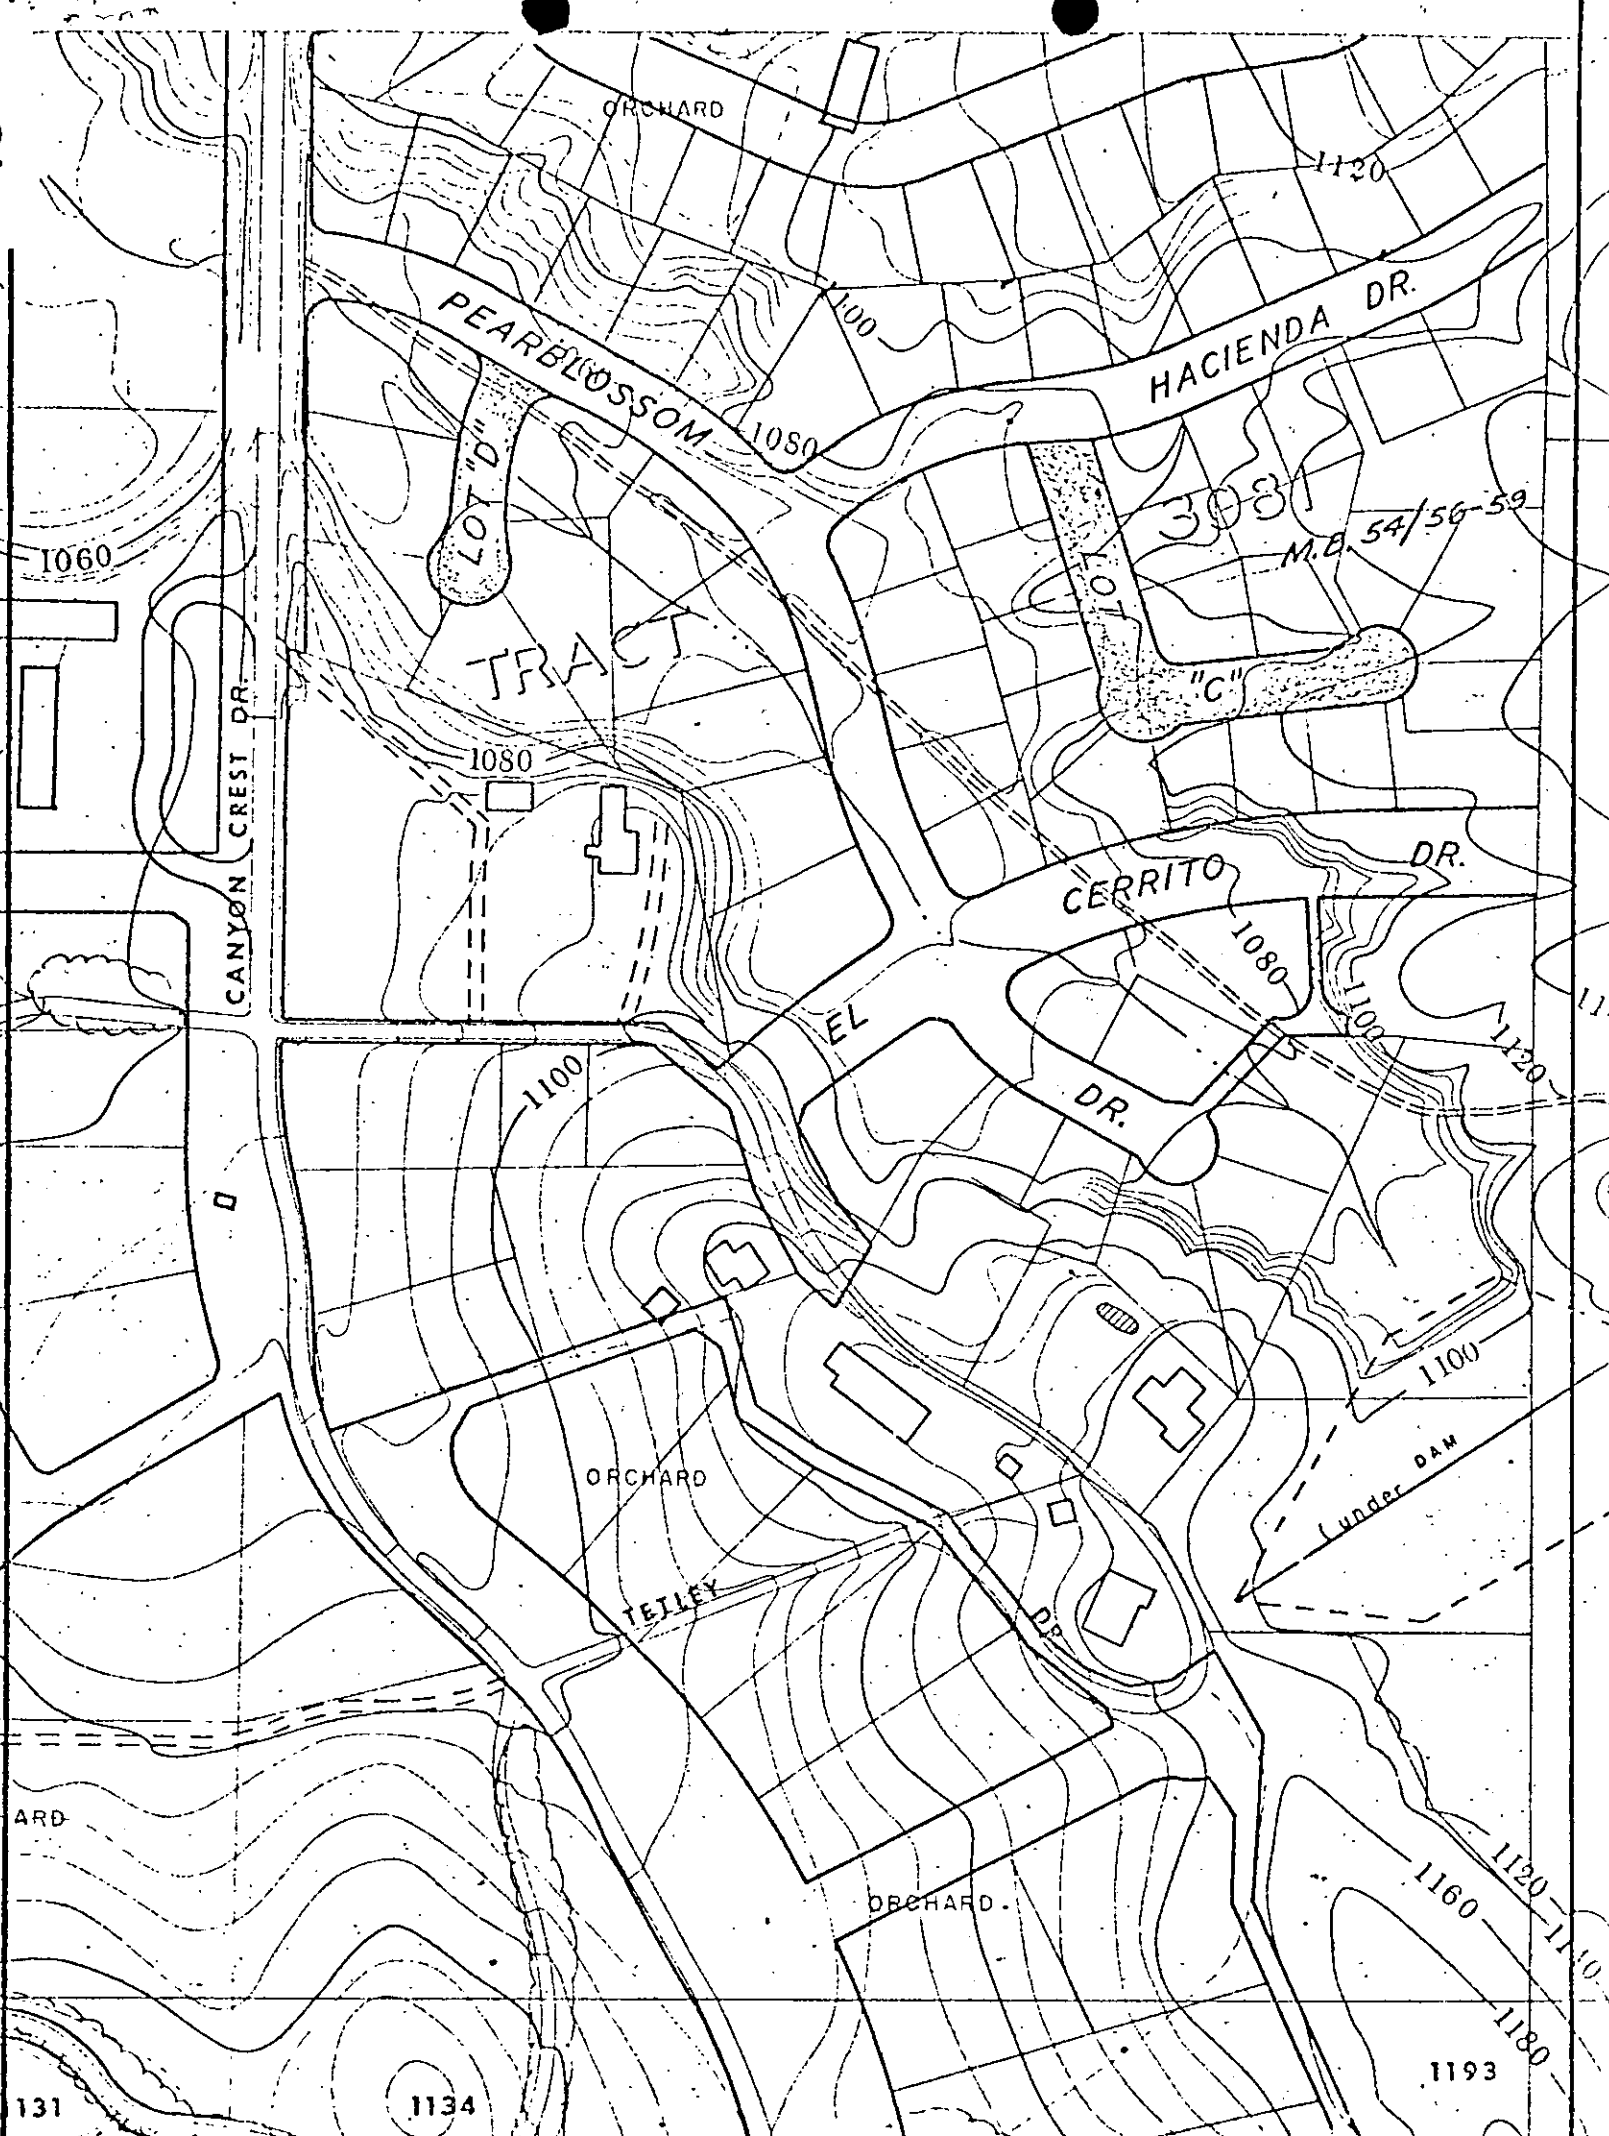 ORCHARD
1120
PEARBLOSSOM
1100
HACIENDA DR.
1080
LOT "D"
3081
M.B. 54/56-59
1060
LOT
"C"
TRACT
CANYON CREST DR.
1080
CERRITO DR.
1080
EL
1100
1120
1100
DR.
1100
DAM
(under
ORCHARD
TETLEY
DR.
ARD
ORCHARD
1120
1160
1180
1193
1134
131